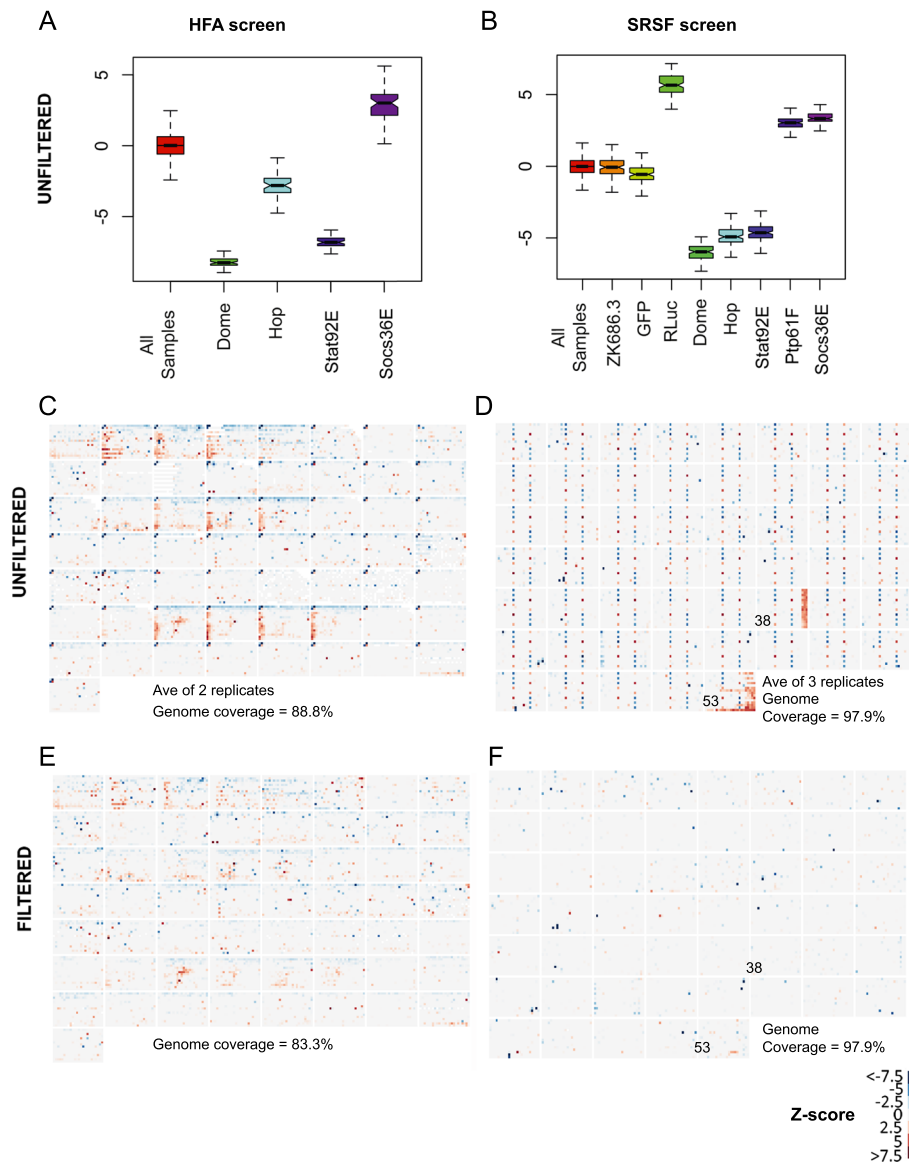 A
HFA screen
B
SRSF screen
UNFILTERED
5
0
-5
All
Samples
Dome
Hop
Stat92E
Socs36E
5
0
-5
All
Samples
ZK686.3
GFP
RLuc
Dome
Hop
Stat92E
Ptp61F
Socs36E
C
D
UNFILTERED
Ave of 2 replicates
Genome coverage = 88.8%
38
53
Ave of 3 replicates
Genome
Coverage = 97.9%
E
F
FILTERED
Genome coverage = 83.3%
38
53
Genome
Coverage = 97.9%
Z-score
<-7.5
-5
-2.5
0
2.5
5
>7.5